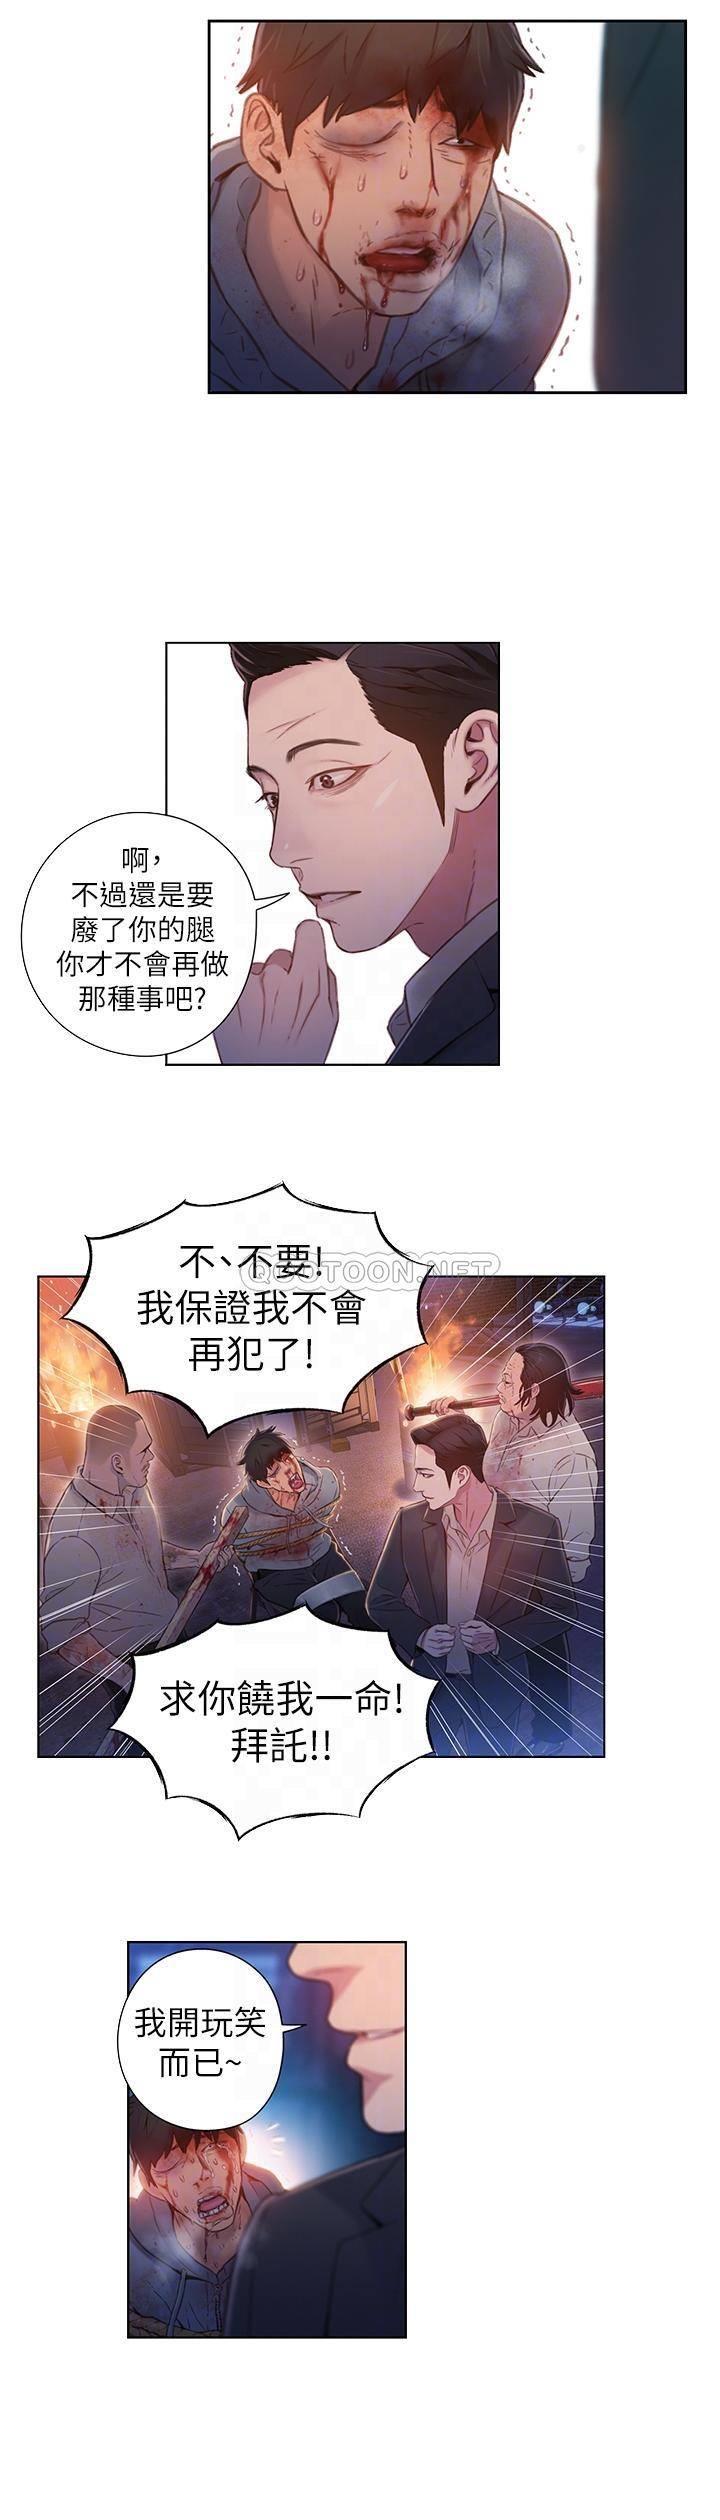 啊,
不過還是要
廢了你的腿
你才不會再做
那種事吧?
不、不要!
TOPTOON.NET
我保證我不會
再犯了!
求你饒我一命!
拜託!!
我開玩笑
而已~